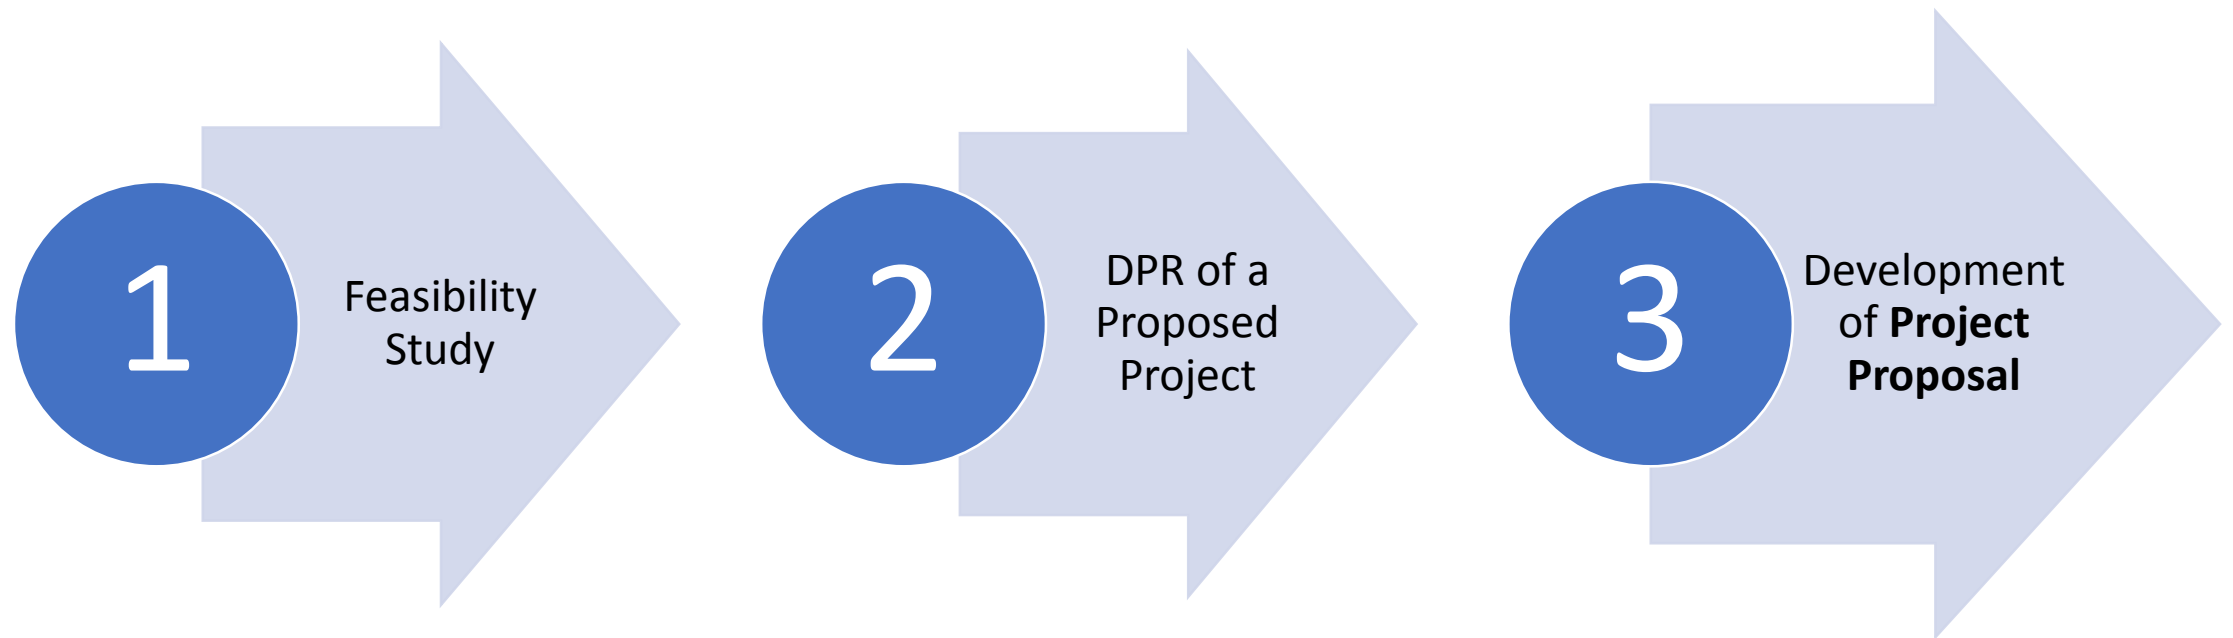 1
Feasibility
Study
2
DPR of a
Proposed
Project
3
Development
of Project
Proposal